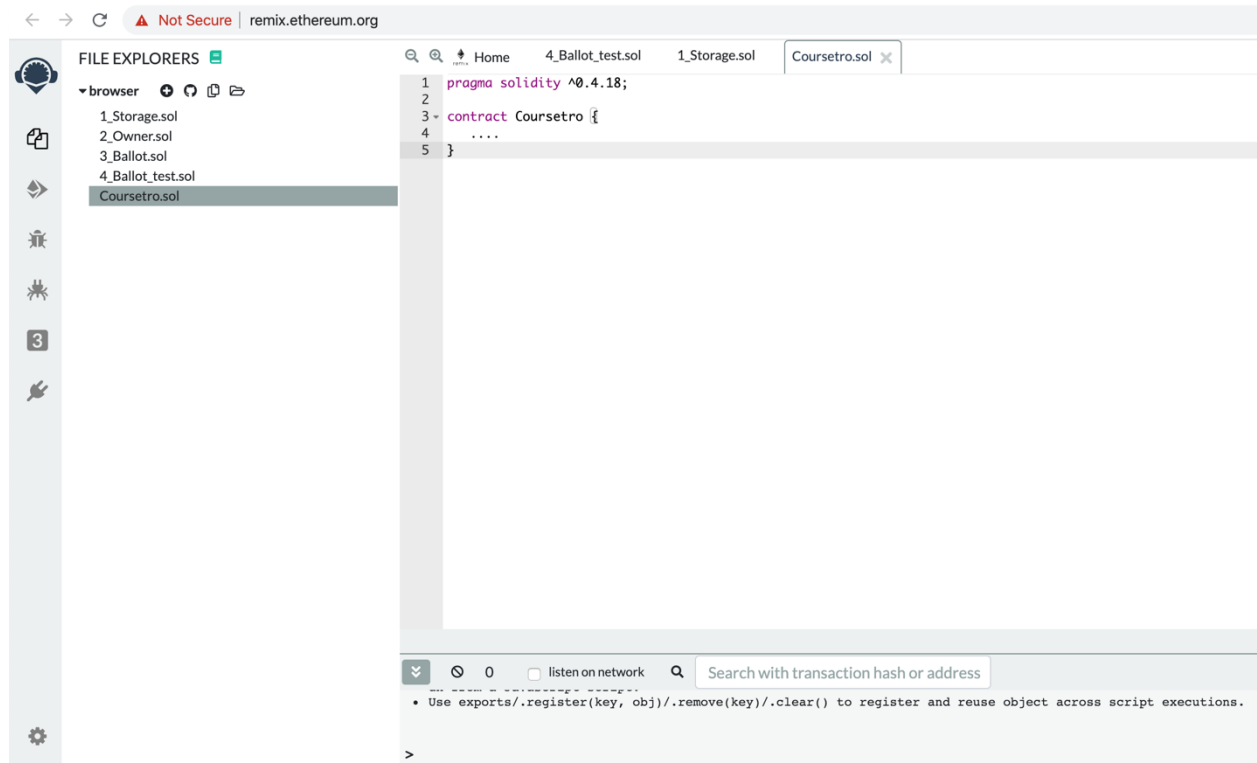 Not Secure | remix.ethereum.org
FILE EXPLORERS
browser
1_Storage.sol
2_Owner.sol
3_Ballot.sol
4_Ballot_test.sol
Coursetro.sol
3
Home 4_Ballot_test.sol 1_Storage.sol Coursetro.sol
1 pragma solidity ^0.4.18;
2
3 contract Coursetro {
4 ....
5 }
0 listen on network Search with transaction hash or address
• Use exports/.register(key, obj)/.remove(key)/.clear() to register and reuse object across script executions.
>